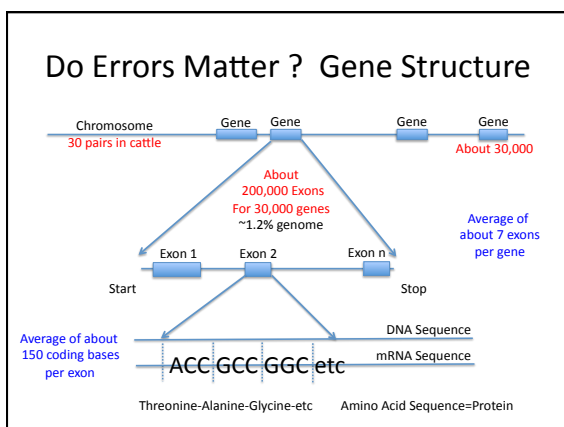 Do Errors Matter ? Gene Structure
Chromosome
30 pairs in cattle
Gene
Gene
Gene
Gene
About 30,000
About
200,000 Exons
For 30,000 genes
~1.2% genome
Average of
about 7 exons
per gene
Exon 1
Exon 2
Exon n
Start
Stop
Average of about
150 coding bases
per exon
DNA Sequence
mRNA Sequence
ACC GCC GGC etc
Threonine-Alanine-Glycine-etc
Amino Acid Sequence=Protein